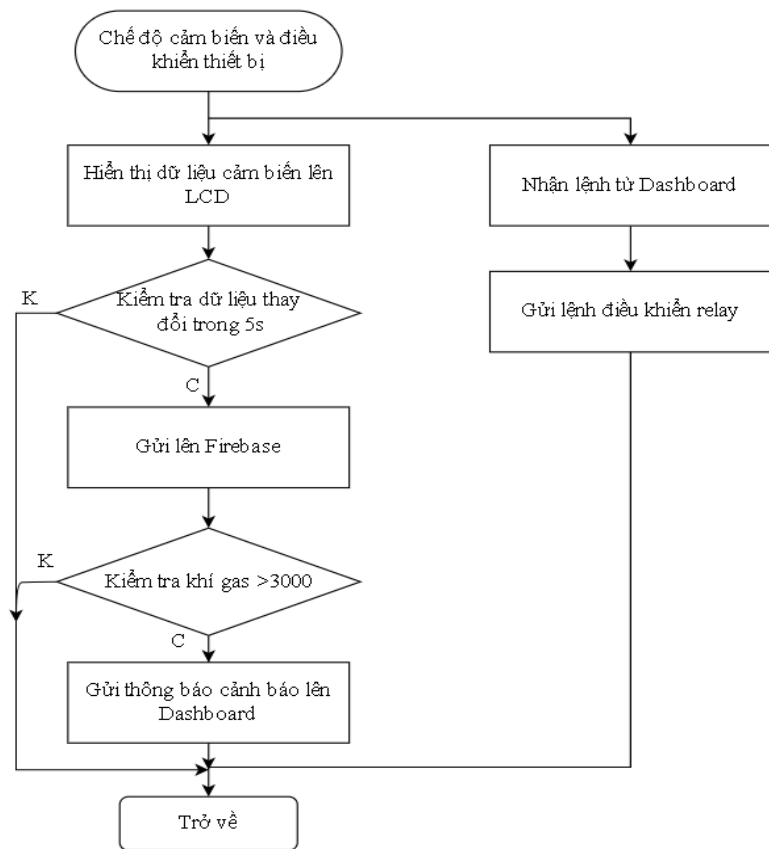 Chế độ cảm biến và điều
khiển thiết bị
Hiển thị dữ liệu cảm biến lên
LCD
Nhận lệnh từ Dashboard
K
Kiểm tra dữ liệu thay
đổi trong 5s
Gửi lệnh điều khiển relay
C
Gửi lên Firebase
K
Kiểm tra khí gas >3000
C
Gửi thông báo cảnh báo lên
Dashboard
Trở về